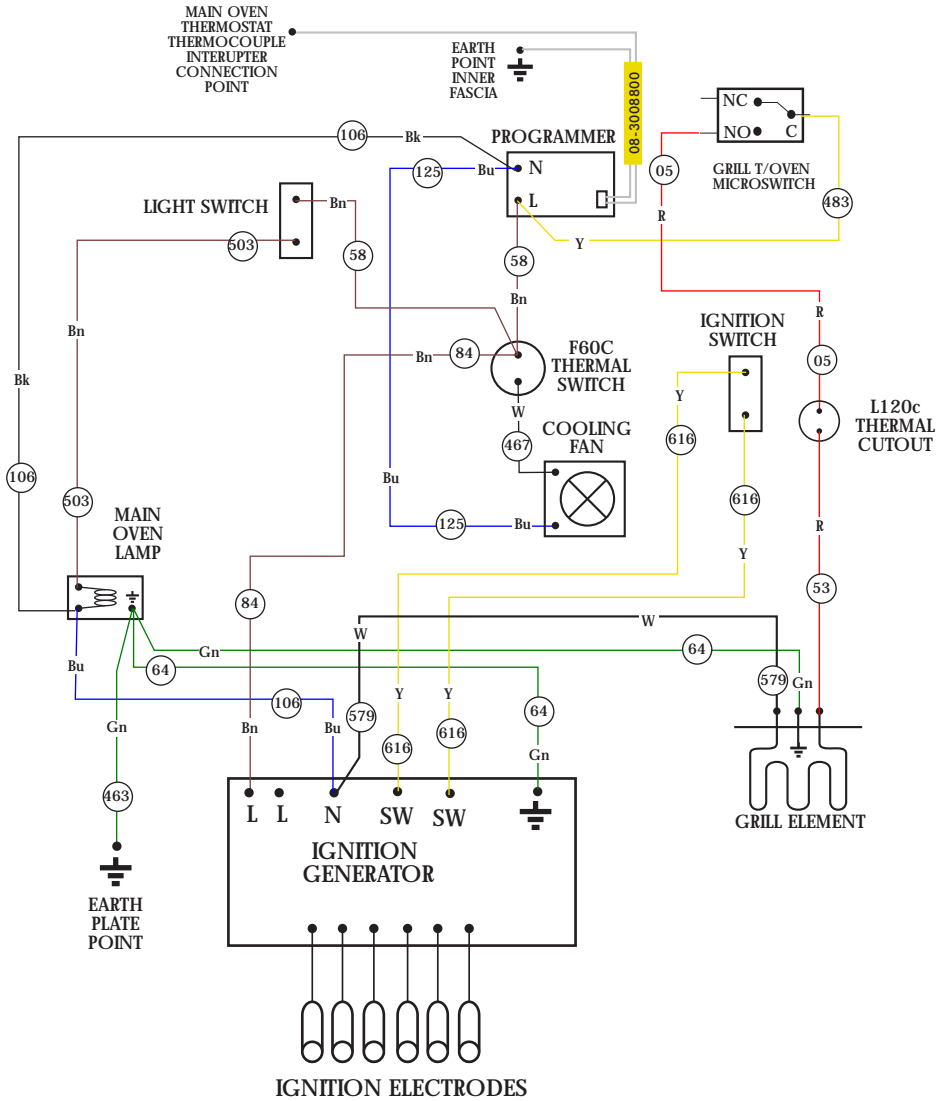 MAIN OVEN
THERMOSTAT
THERMOCOUPLE
INTERUPTER
CONNECTION
POINT
EARTH
POINT
INNER
FASCIA
08-3008800
NC
NO
C
GRILL T/OVEN
MICROSWITCH
106
Bk
PROGRAMMER
125
Bu
N
L
05
R
483
Y
LIGHT SWITCH
Bn
503
58
58
Bn
Bn
Bk
Bn
84
F60C
THERMAL
SWITCH
W
467
COOLING
FAN
IGNITION
SWITCH
Y
616
616
Y
R
05
L120c
THERMAL
CUTOUT
R
53
106
503
Bu
125
Bu
MAIN
OVEN
LAMP
84
W
W
Gn
64
64
Bu
106
579
Gn
579
Y
Y
64
Gn
Bn
Bu
616
616
Gn
463
L
L
N
SW
SW
IGNITION
GENERATOR
GRILL ELEMENT
EARTH
PLATE
POINT
IGNITION ELECTRODES